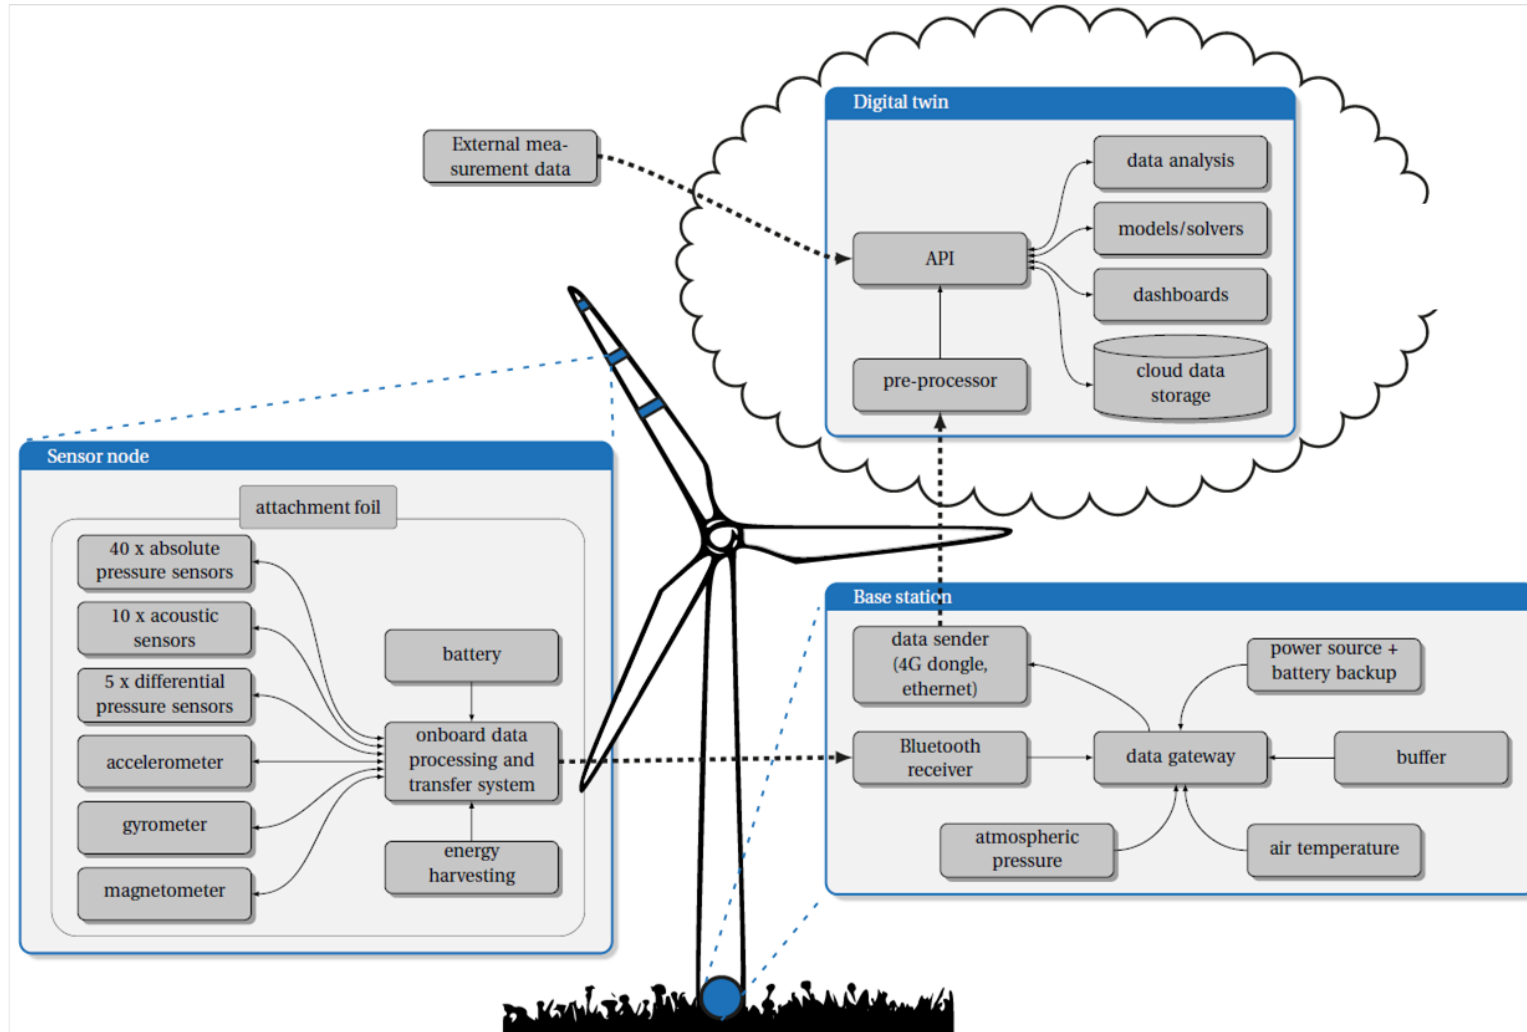 Digital twin
External mea-
surement data
data analysis
models/solvers
API
dashboards
pre-processor
cloud data
storage
Sensor node
attachment foil
40 x absolute
pressure sensors
10 x acoustic
sensors
5 x differential
pressure sensors
accelerometer
gyrometer
magnetometer
battery
onboard data
processing and
transfer system
energy
harvesting
Base station
data sender
(4G dongle,
ethernet)
power source +
battery backup
Bluetooth
receiver
data gateway
buffer
atmospheric
pressure
air temperature